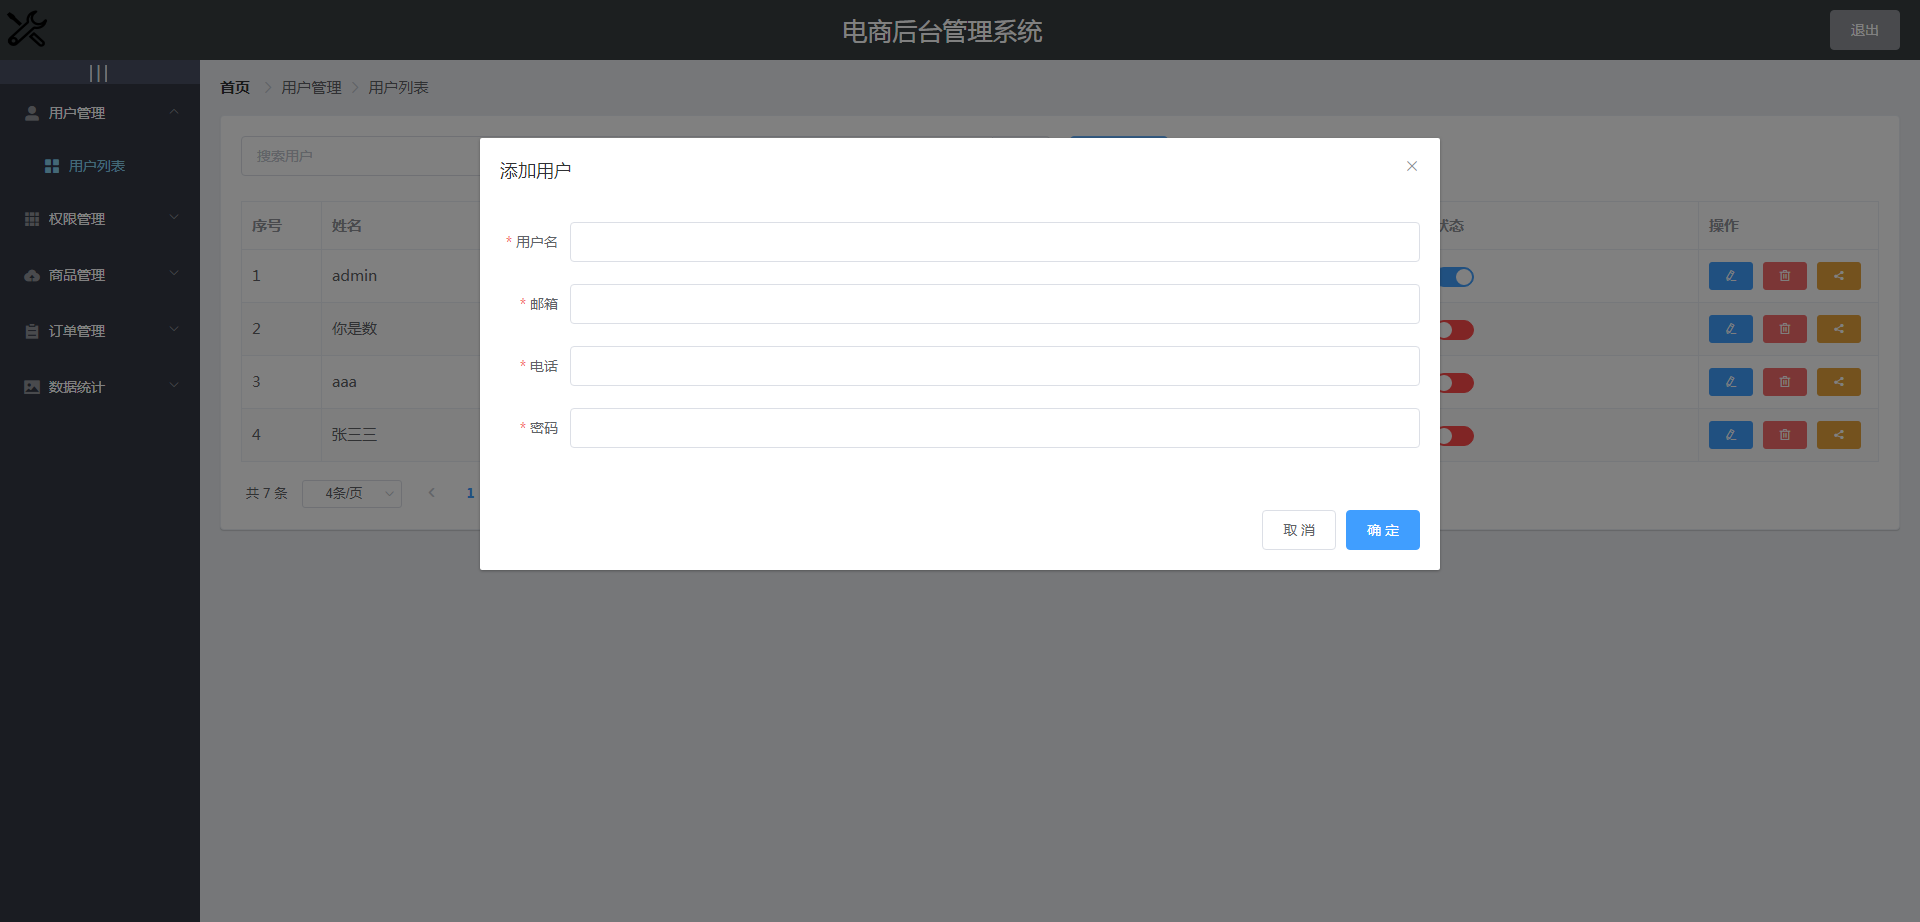 电商后台管理系统
退出
|||
用户管理
用户列表
权限管理
商品管理
订单管理
数据统计
首页 > 用户管理 > 用户列表
搜索用户
添加用户
* 用户名
* 邮箱
* 电话
* 密码
取 消 确 定
序号 姓名 状态 操作
1 admin
2 你是数
3 aaa
4 张三三
共 7 条 4条/页 < 1